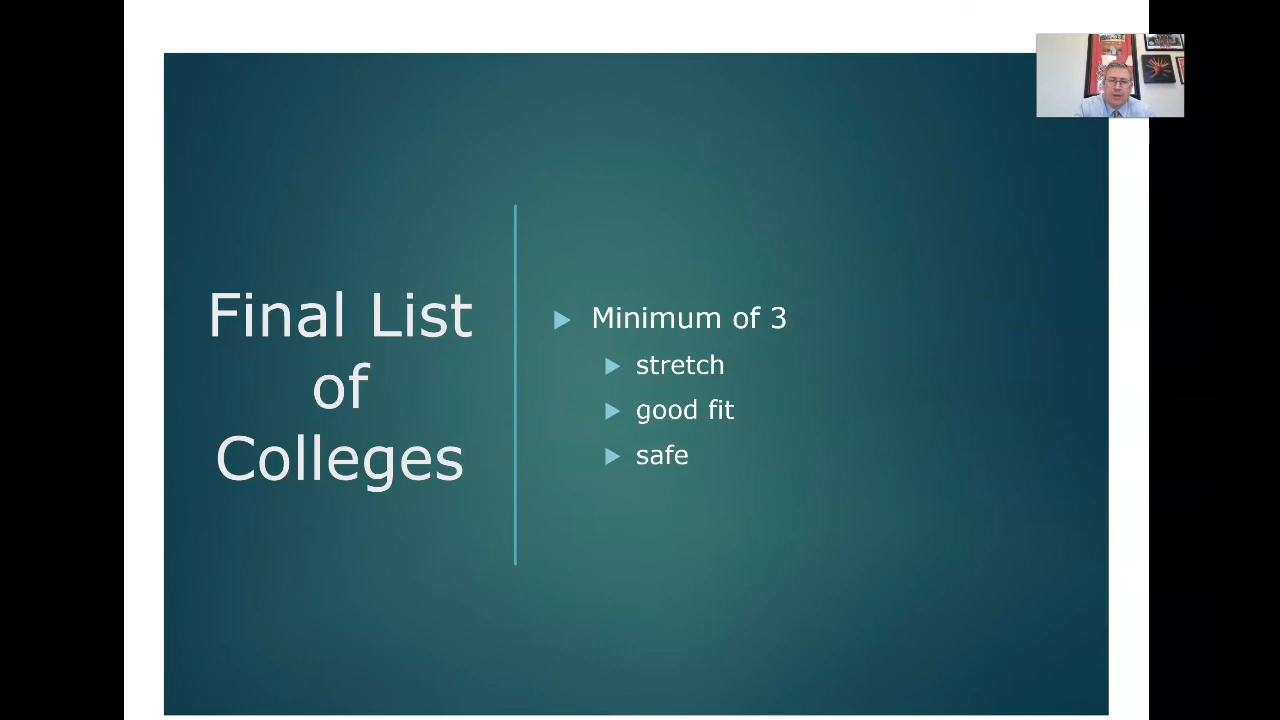 Final List
of
Colleges
Minimum of 3
stretch
good fit
safe